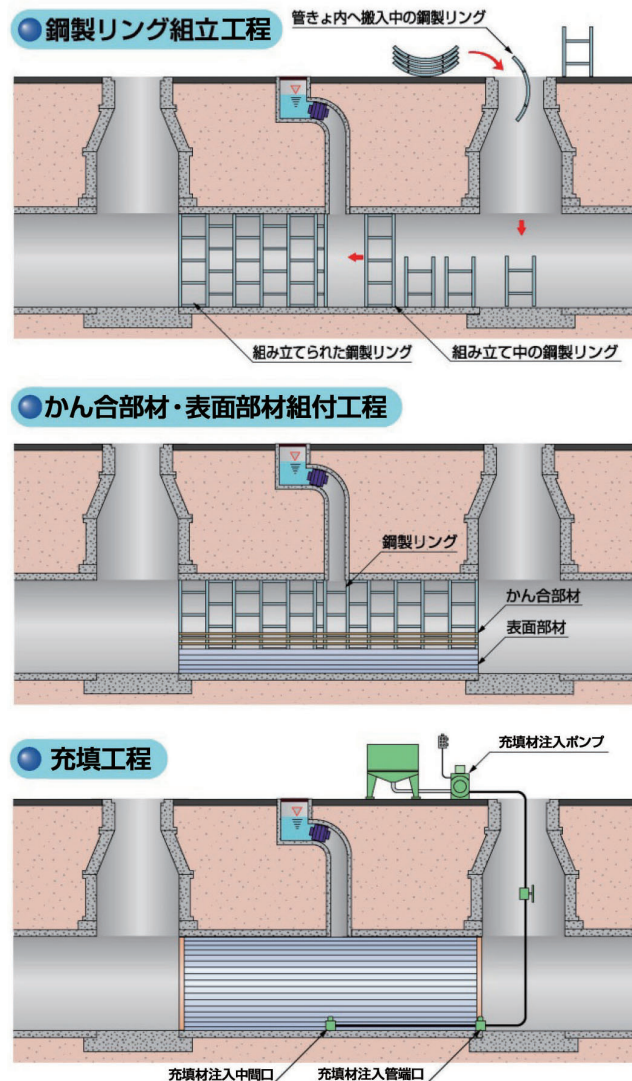 鋼製リング組立工程
管きょ内へ搬入中の鋼製リング
組み立てられた鋼製リング
組み立て中の鋼製リング
かん合部材・表面部材組付工程
鋼製リング
かん合部材
表面部材
充填工程
充填材注入ポンプ
充填材注入中間口
充填材注入管端口